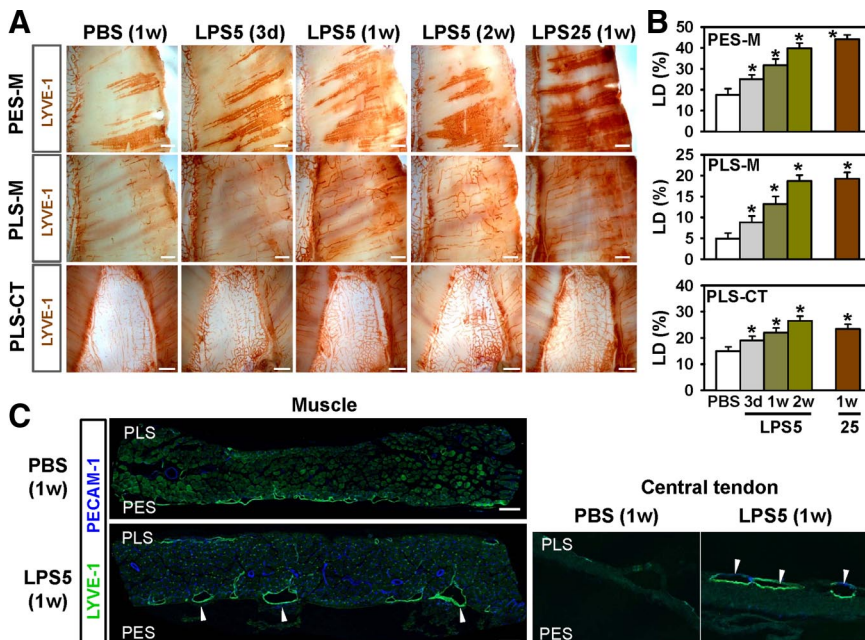 A
PBS (1w) LPS5 (3d) LPS5 (1w) LPS5 (2w) LPS25 (1w)
PES-M
LYVE-1
PLS-M
LYVE-1
PLS-CT
LYVE-1
B
PES-M
LD (%)
50
40
30
20
10
0
* * * *
PLS-M
LD (%)
25
20
15
10
5
0
* * * *
PLS-CT
LD (%)
40
30
20
10
0
* * * *
PBS 3d 1w 2w 1w
LPS5 25
C
Muscle
PECAM-1
LYVE-1
PBS
(1w)
PLS
PES
LPS5
(1w)
PLS
PES
Central tendon
PBS (1w) LPS5 (1w)
PLS
PES